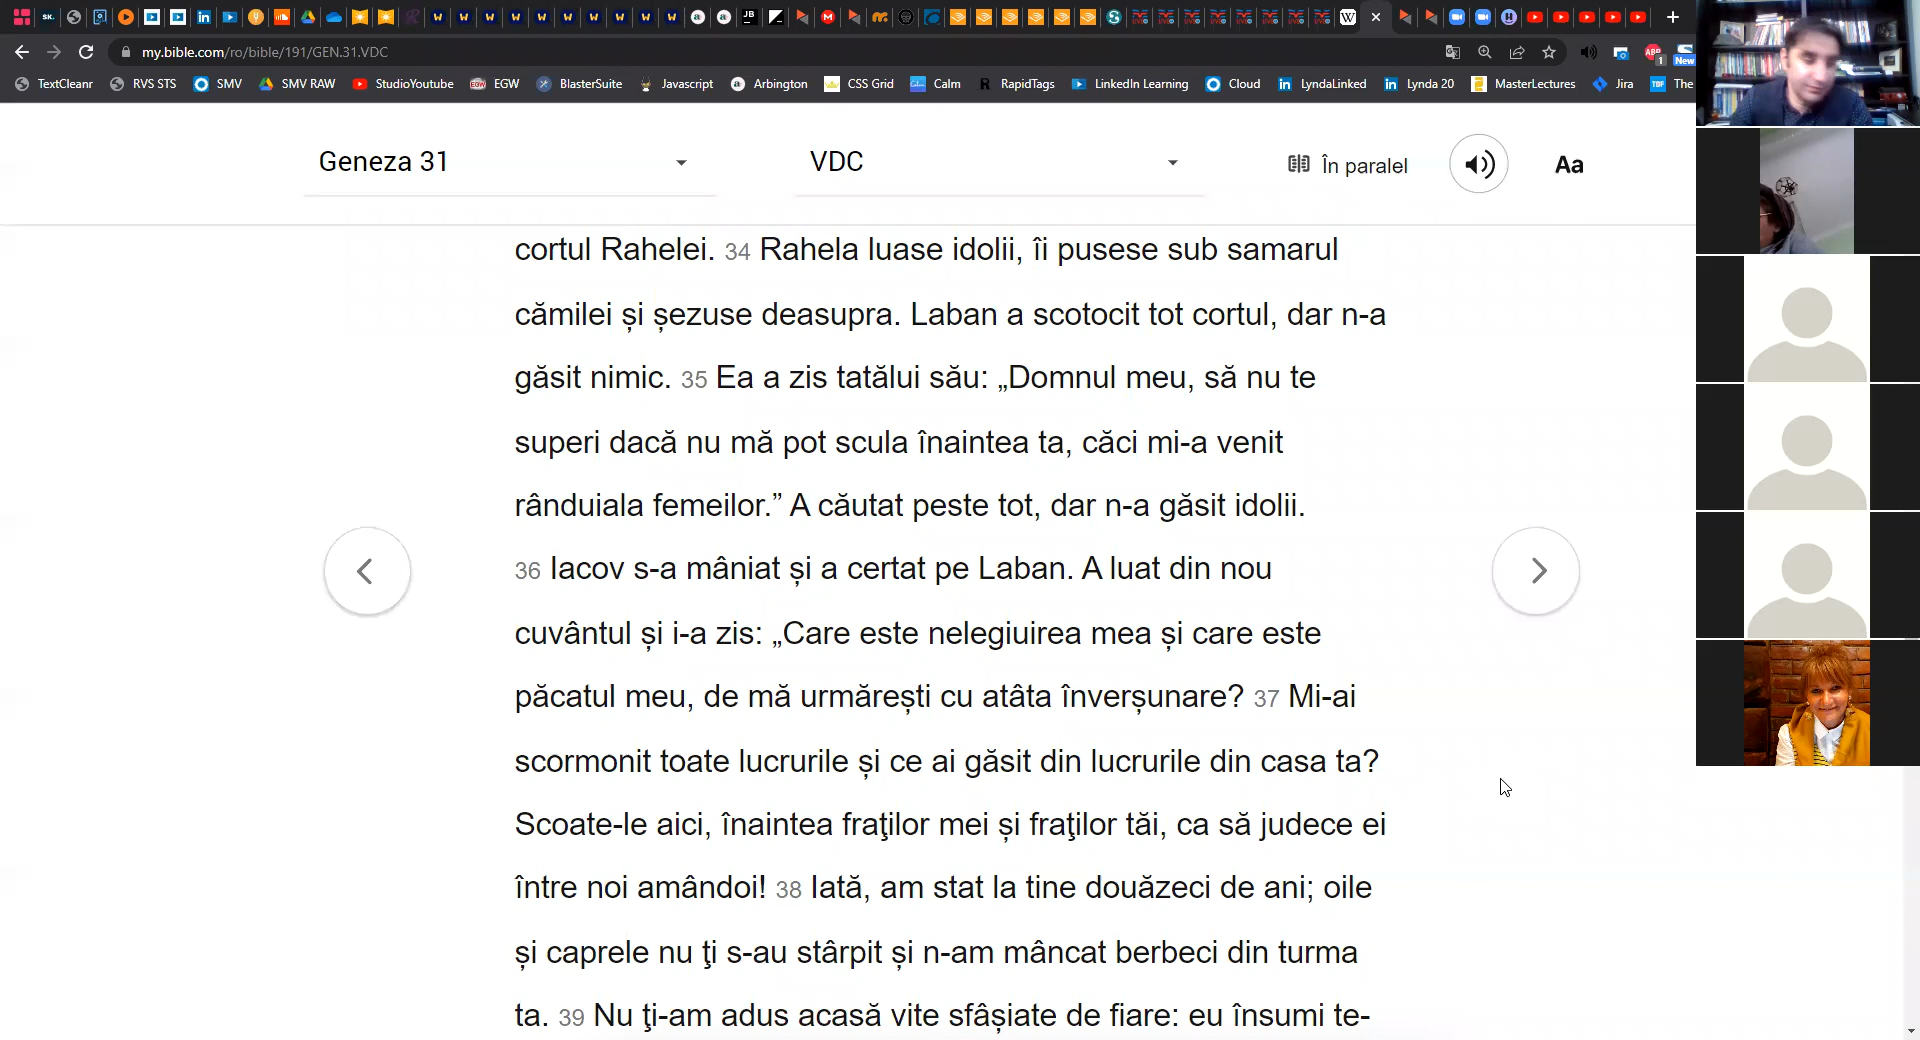 my.bible.com/ro/bible/191/GEN.31.VDC
TextCleanr RVS STS SMV SMV RAW StudioYoutube EGW EGW BlasterSuite Javascript Arbington CSS Grid Calm R RapidTags LinkedIn Learning Cloud LyndaLinked Lynda 20 MasterLectures Jira The
Geneza 31 VDC În paralel Aa
cortul Rahelei. 34 Rahela luase idolii, îi pusese sub samarul
cămilei și șezuse deasupra. Laban a scotocit tot cortul, dar n-a
găsit nimic. 35 Ea a zis tatălui său: „Domnul meu, să nu te
superi dacă nu mă pot scula înaintea ta, căci mi-a venit
rânduiala femeilor.” A căutat peste tot, dar n-a găsit idolii.
36 Iacov s-a mâniat și a certat pe Laban. A luat din nou
cuvântul și i-a zis: „Care este nelegiuirea mea și care este
păcatul meu, de mă urmărești cu atâta înverșunare? 37 Mi-ai
scormonit toate lucrurile și ce ai găsit din lucrurile din casa ta?
Scoate-le aici, înaintea fraţilor mei și fraţilor tăi, ca să judece ei
între noi amândoi! 38 Iată, am stat la tine douăzeci de ani; oile
și caprele nu ţi s-au stârpit și n-am mâncat berbeci din turma
ta. 39 Nu ţi-am adus acasă vite sfâșiate de fiare: eu însumi te-